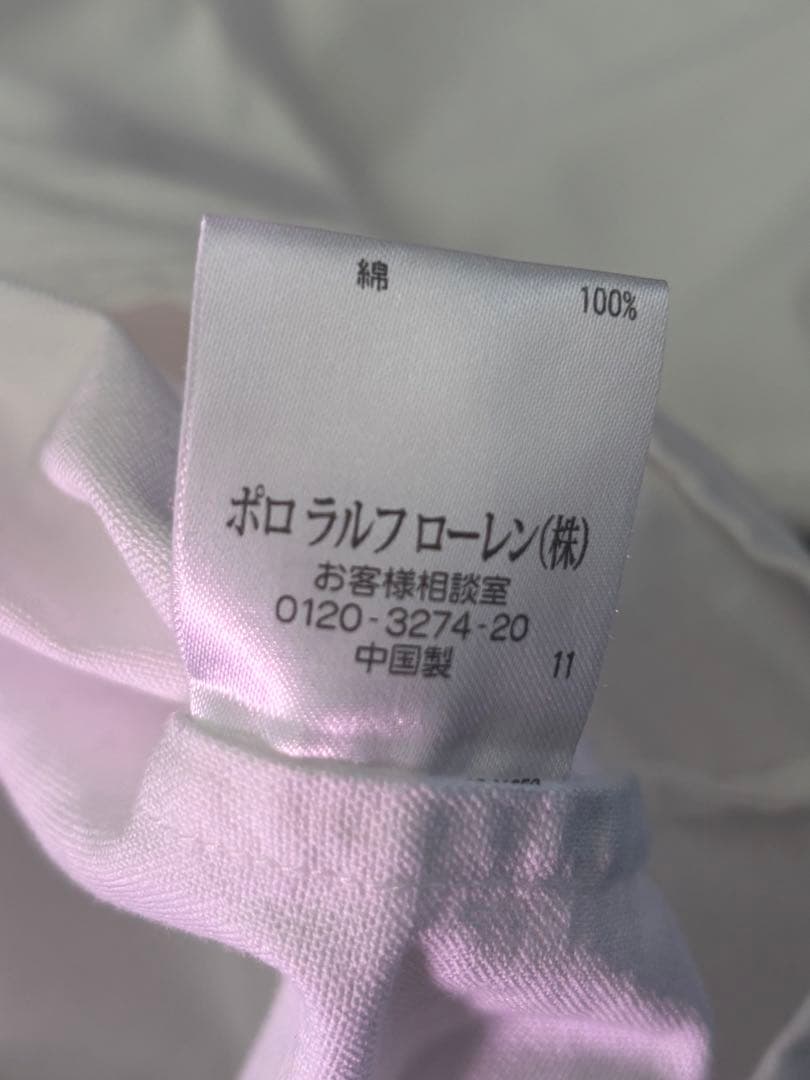 綿 100%
ポロ ラルフ ローレン(株)
お客様相談室
0120-3274-20
中国製 11